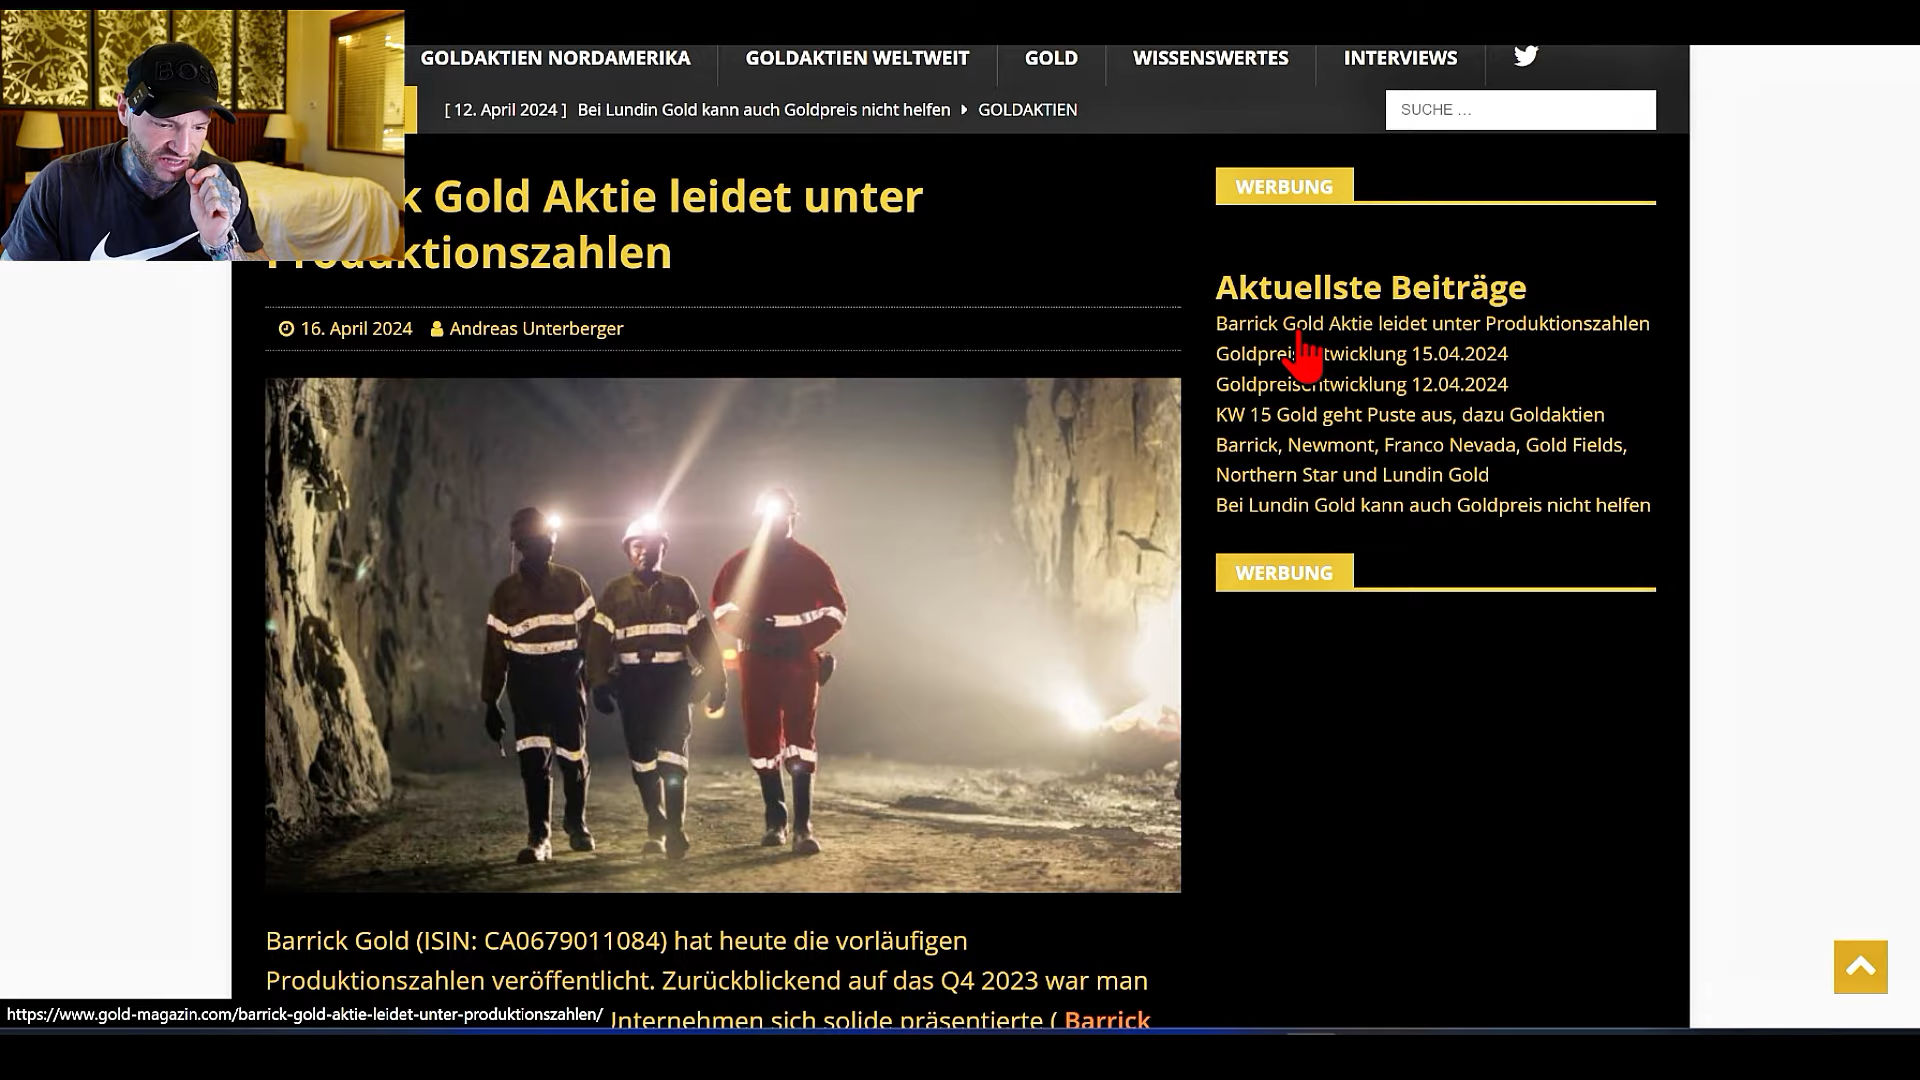 BOSS
GOLDAKTIEN NORDAMERIKA
GOLDAKTIEN WELTWEIT
GOLD
WISSENSWERTES
INTERVIEWS
[ 12. April 2024 ] Bei Lundin Gold kann auch Goldpreis nicht helfen
GOLDAKTIEN
SUCHE ...
k Gold Aktie leidet unter
Produktionszahlen
16. April 2024
Andreas Unterberger
Barrick Gold (ISIN: CA0679011084) hat heute die vorläufigen
Produktionszahlen veröffentlicht. Zurückblickend auf das Q4 2023 war man
Unternehmen sich solide präsentierte ( Barrick
WERBUNG
Aktuellste Beiträge
Barrick Gold Aktie leidet unter Produktionszahlen
Goldpreisentwicklung 15.04.2024
Goldpreisentwicklung 12.04.2024
KW 15 Gold geht Puste aus, dazu Goldaktien
Barrick, Newmont, Franco Nevada, Gold Fields,
Northern Star und Lundin Gold
Bei Lundin Gold kann auch Goldpreis nicht helfen
WERBUNG
https://www.gold-magazin.com/barrick-gold-aktie-leidet-unter-produktionszahlen/